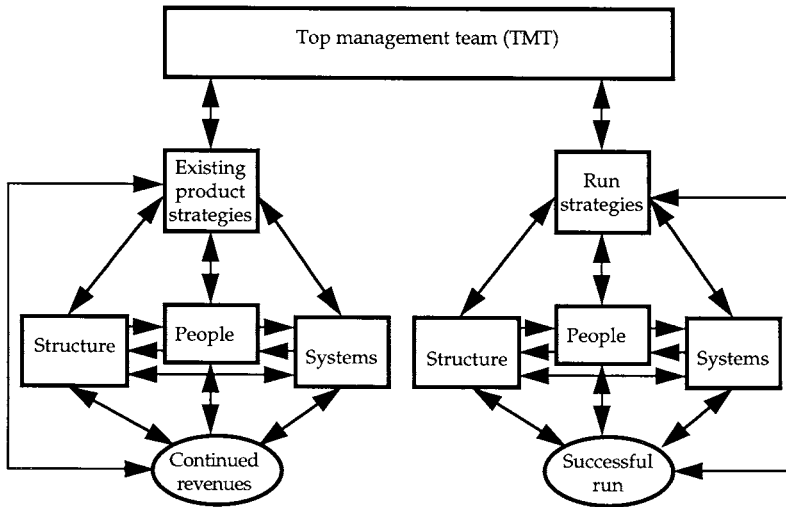 Top management team (TMT)
Existing
product
strategies
Run
strategies
Structure
People
Systems
Structure
People
Systems
Continued
revenues
Successful
run